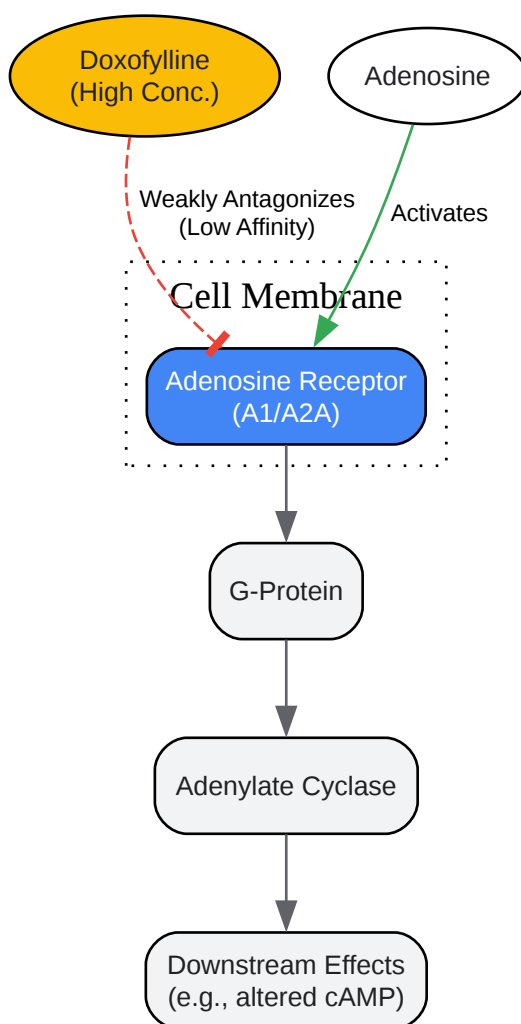 Doxofylline
(High Conc.)
Adenosine
Weakly Antagonizes
(Low Affinity)
Activates
Cell Membrane
Adenosine Receptor
(A1/A2A)
G-Protein
Adenylate Cyclase
Downstream Effects
(e.g., altered cAMP)